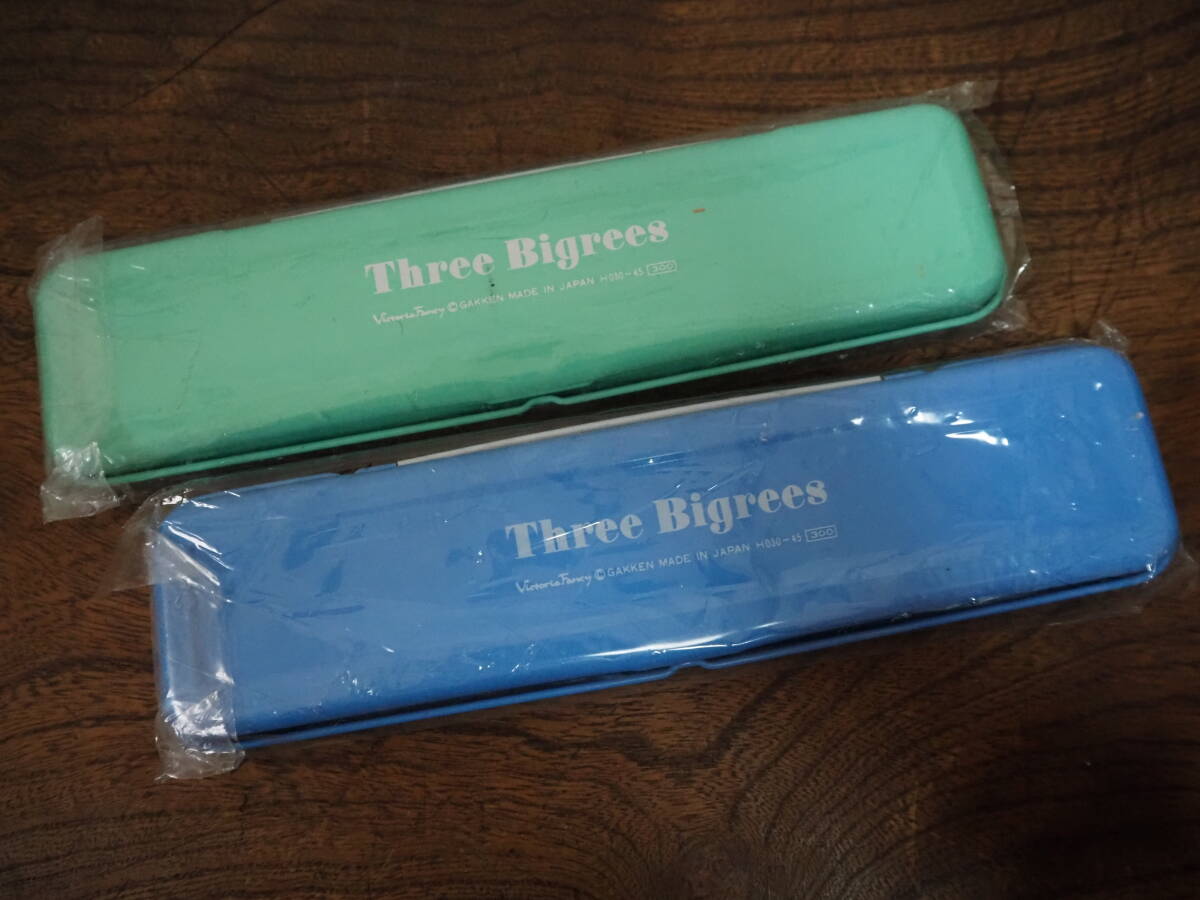 Three Bigrees
Victoria Fancy ©GAKKEN MADE IN JAPAN H030-45 300
Three Bigrees
Victoria Fancy ©GAKKEN MADE IN JAPAN H030-45 300